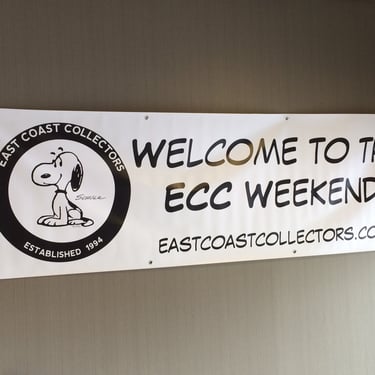 EAST COAST COLLECTORS
ESTABLISHED 1994
WELCOME TO TH
ECC WEEKEND
EASTCOASTCOLLECTORS.CO